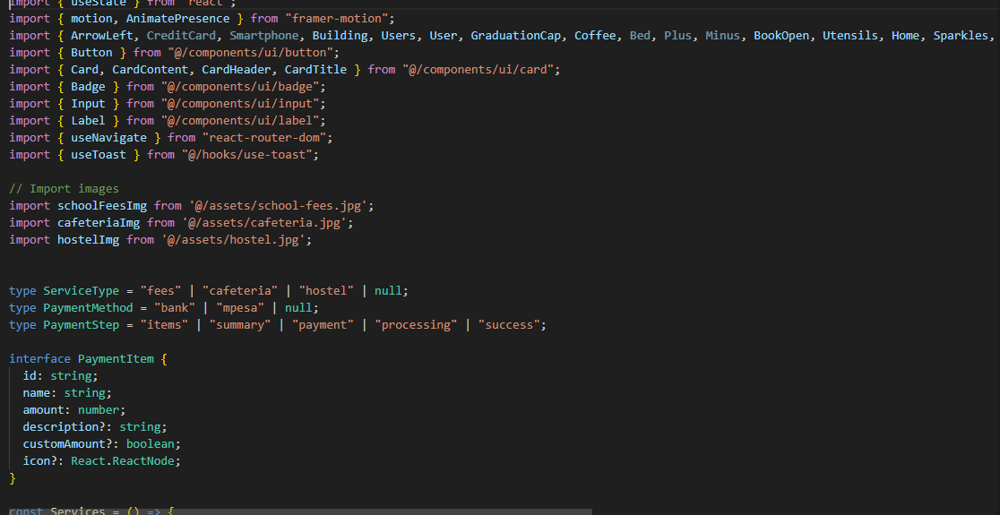 import { useState } from "react";
import { motion, AnimatePresence } from "framer-motion";
import { ArrowLeft, CreditCard, Smartphone, Building, Users, User, GraduationCap, Coffee, Bed, Plus, Minus, BookOpen, Utensils, Home, Sparkles,
import { Button } from "@/components/ui/button";
import { Card, CardContent, CardHeader, CardTitle } from "@/components/ui/card";
import { Badge } from "@/components/ui/badge";
import { Input } from "@/components/ui/input";
import { Label } from "@/components/ui/label";
import { useNavigate } from "react-router-dom";
import { useToast } from "@/hooks/use-toast";
// Import images
import schoolFeesImg from '@/assets/school-fees.jpg';
import cafeteriaImg from '@/assets/cafeteria.jpg';
import hostelImg from '@/assets/hostel.jpg';
type ServiceType = "fees" | "cafeteria" | "hostel" | null;
type PaymentMethod = "bank" | "mpesa" | null;
type PaymentStep = "items" | "summary" | "payment" | "processing" | "success";
interface PaymentItem {
id: string;
name: string;
amount: number;
description?: string;
customAmount?: boolean;
icon?: React.ReactNode;
}
const Services = () => {